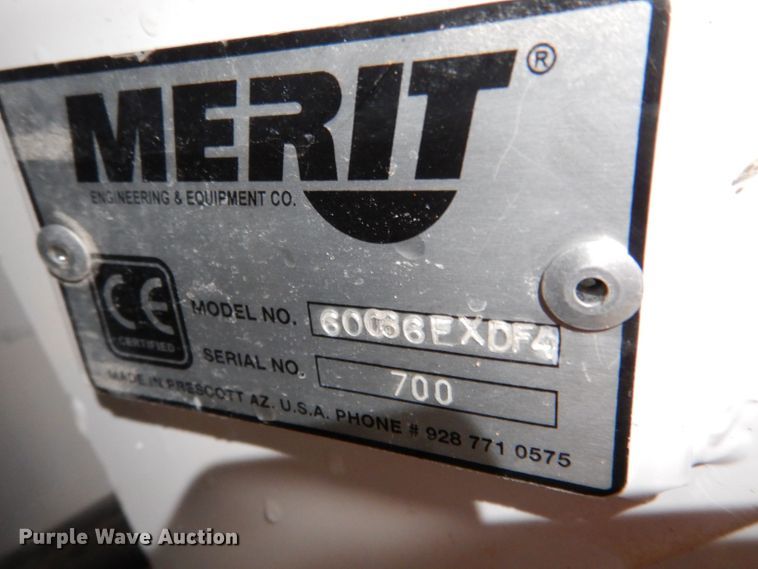 MERIT®
ENGINEERING & EQUIPMENT CO.
CE
CERTIFIED
MODEL NO. 60G36EXDF4
SERIAL NO. 700
MADE IN PRESCOTT AZ. U.S.A. PHONE # 928 771 0575
Purple Wave Auction